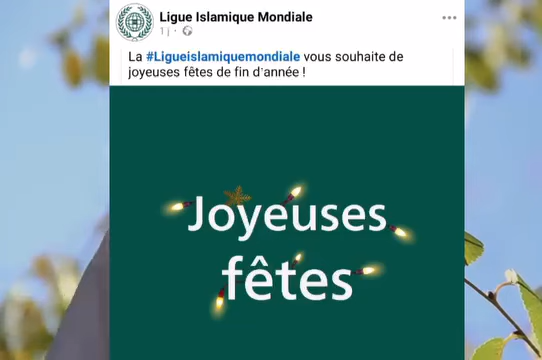 Ligue Islamique Mondiale
1 j ·
La #Ligueislamiquemondiale vous souhaite de
joyeuses fêtes de fin d'année !
Joyeuses
fêtes